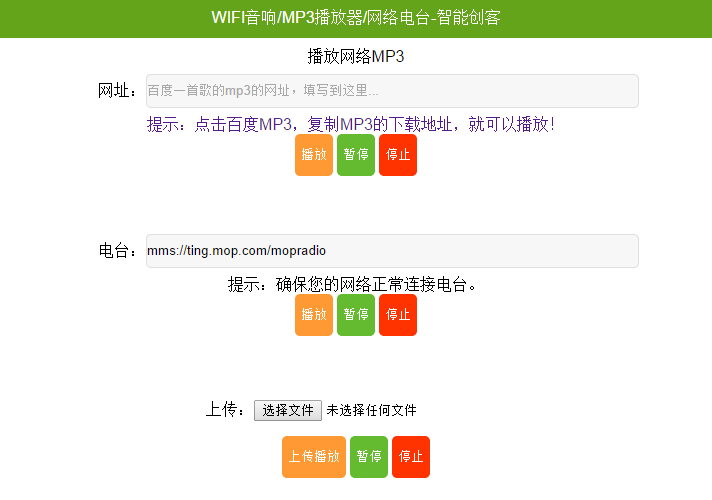 WIFI音响/MP3播放器/网络电台-智能创客
播放网络MP3
网址： 百度一首歌的mp3的网址，填写到这里...
提示：点击百度MP3，复制MP3的下载地址，就可以播放！
播放 暂停 停止
电台： mms://ting.mop.com/mopradio
提示：确保您的网络正常连接电台。
播放 暂停 停止
上传： 选择文件 未选择任何文件
上传播放 暂停 停止